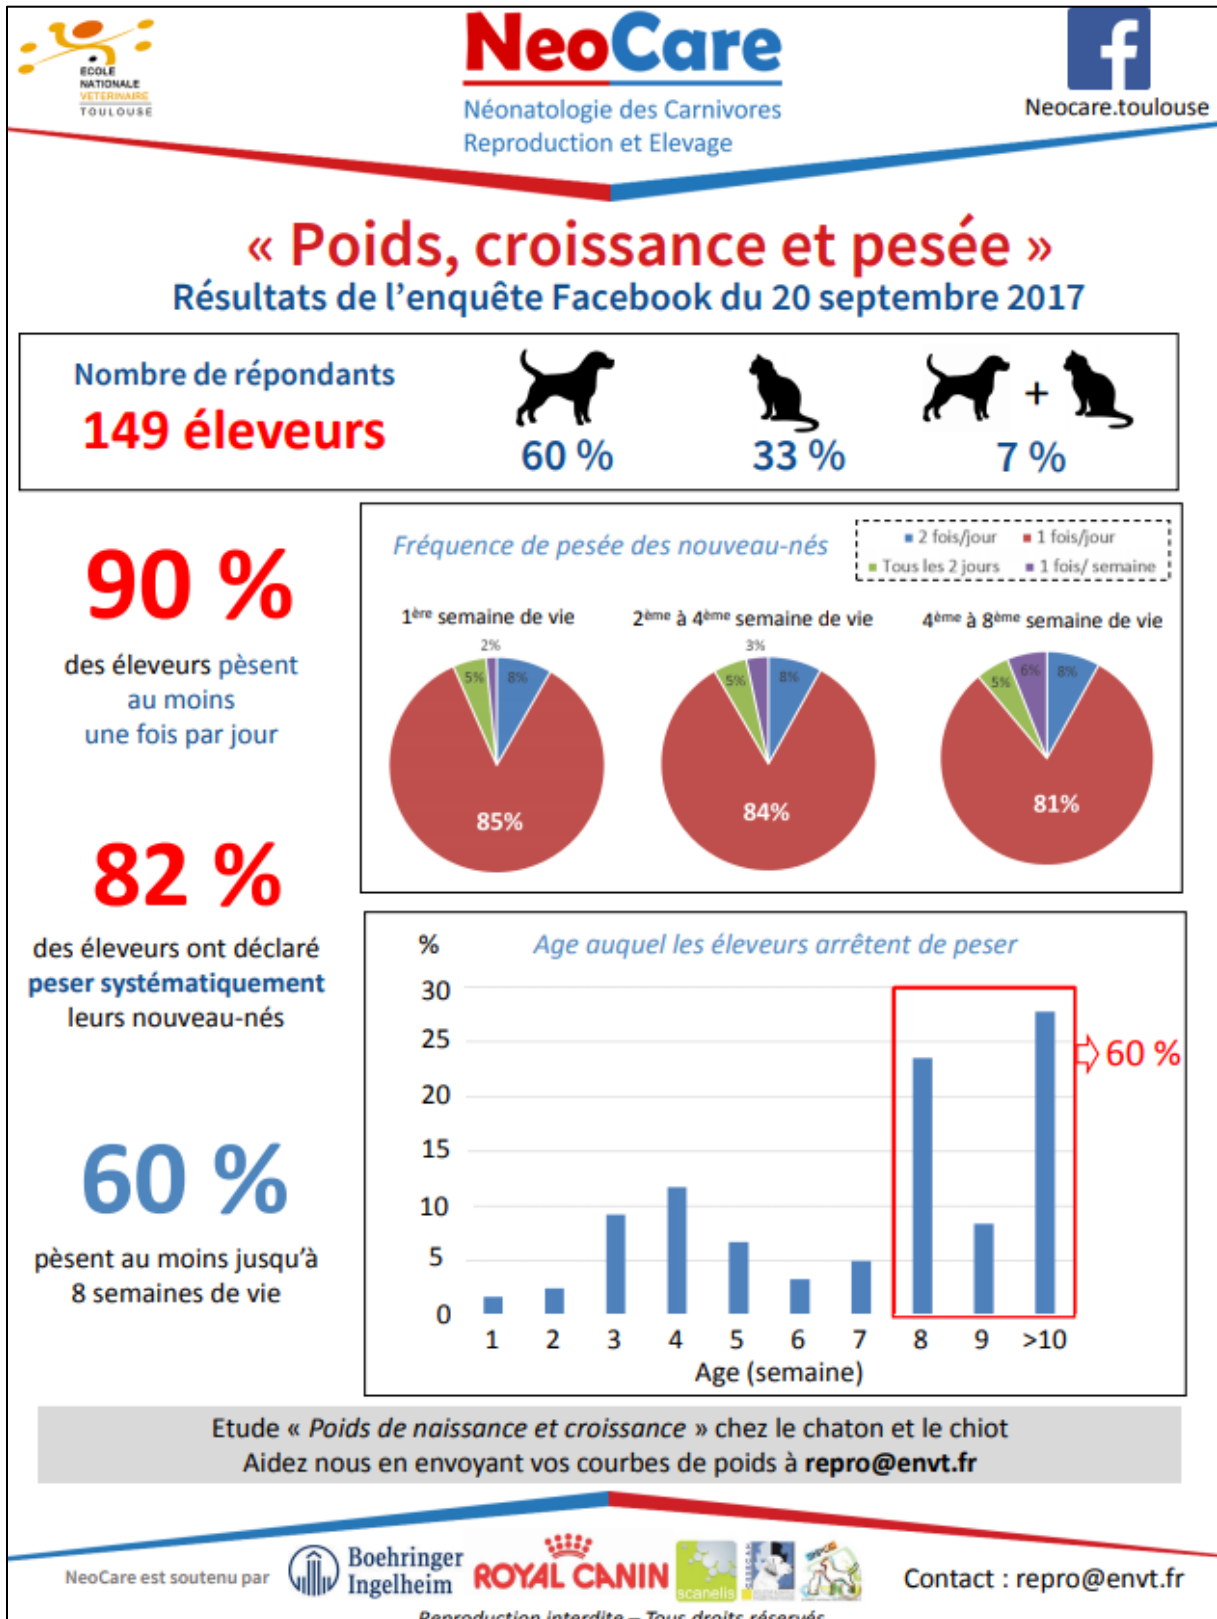 ECOLE
NATIONALE
VETERINAIRE
TOULOUSE
NeoCare
Néonatologie des Carnivores
Reproduction et Elevage
f
Neocare.toulouse
« Poids, croissance et pesée »
Résultats de l'enquête Facebook du 20 septembre 2017
Nombre de répondants
149 éleveurs
60 %
33 %
+
7 %
90 %
des éleveurs pèsent
au moins
une fois par jour
82 %
des éleveurs ont déclaré
peser systématiquement
leurs nouveau-nés
60 %
pèsent au moins jusqu'à
8 semaines de vie
Fréquence de pesée des nouveau-nés
2 fois/jour 1 fois/jour
Tous les 2 jours 1 fois/ semaine
1ère semaine de vie
2%
5%
8%
85%
2ème à 4ème semaine de vie
3%
5%
8%
84%
4ème à 8ème semaine de vie
5%
6%
8%
81%
% Age auquel les éleveurs arrêtent de peser
30
25
20
15
10
5
0
60 %
1 2 3 4 5 6 7 8 9 >10
Age (semaine)
Etude « Poids de naissance et croissance » chez le chaton et le chiot
Aidez nous en envoyant vos courbes de poids à repro@envt.fr
NeoCare est soutenu par
Boehringer
Ingelheim
ROYAL CANIN
scanelis
Contact : repro@envt.fr
Reproduction interdite – Tous droits réservés